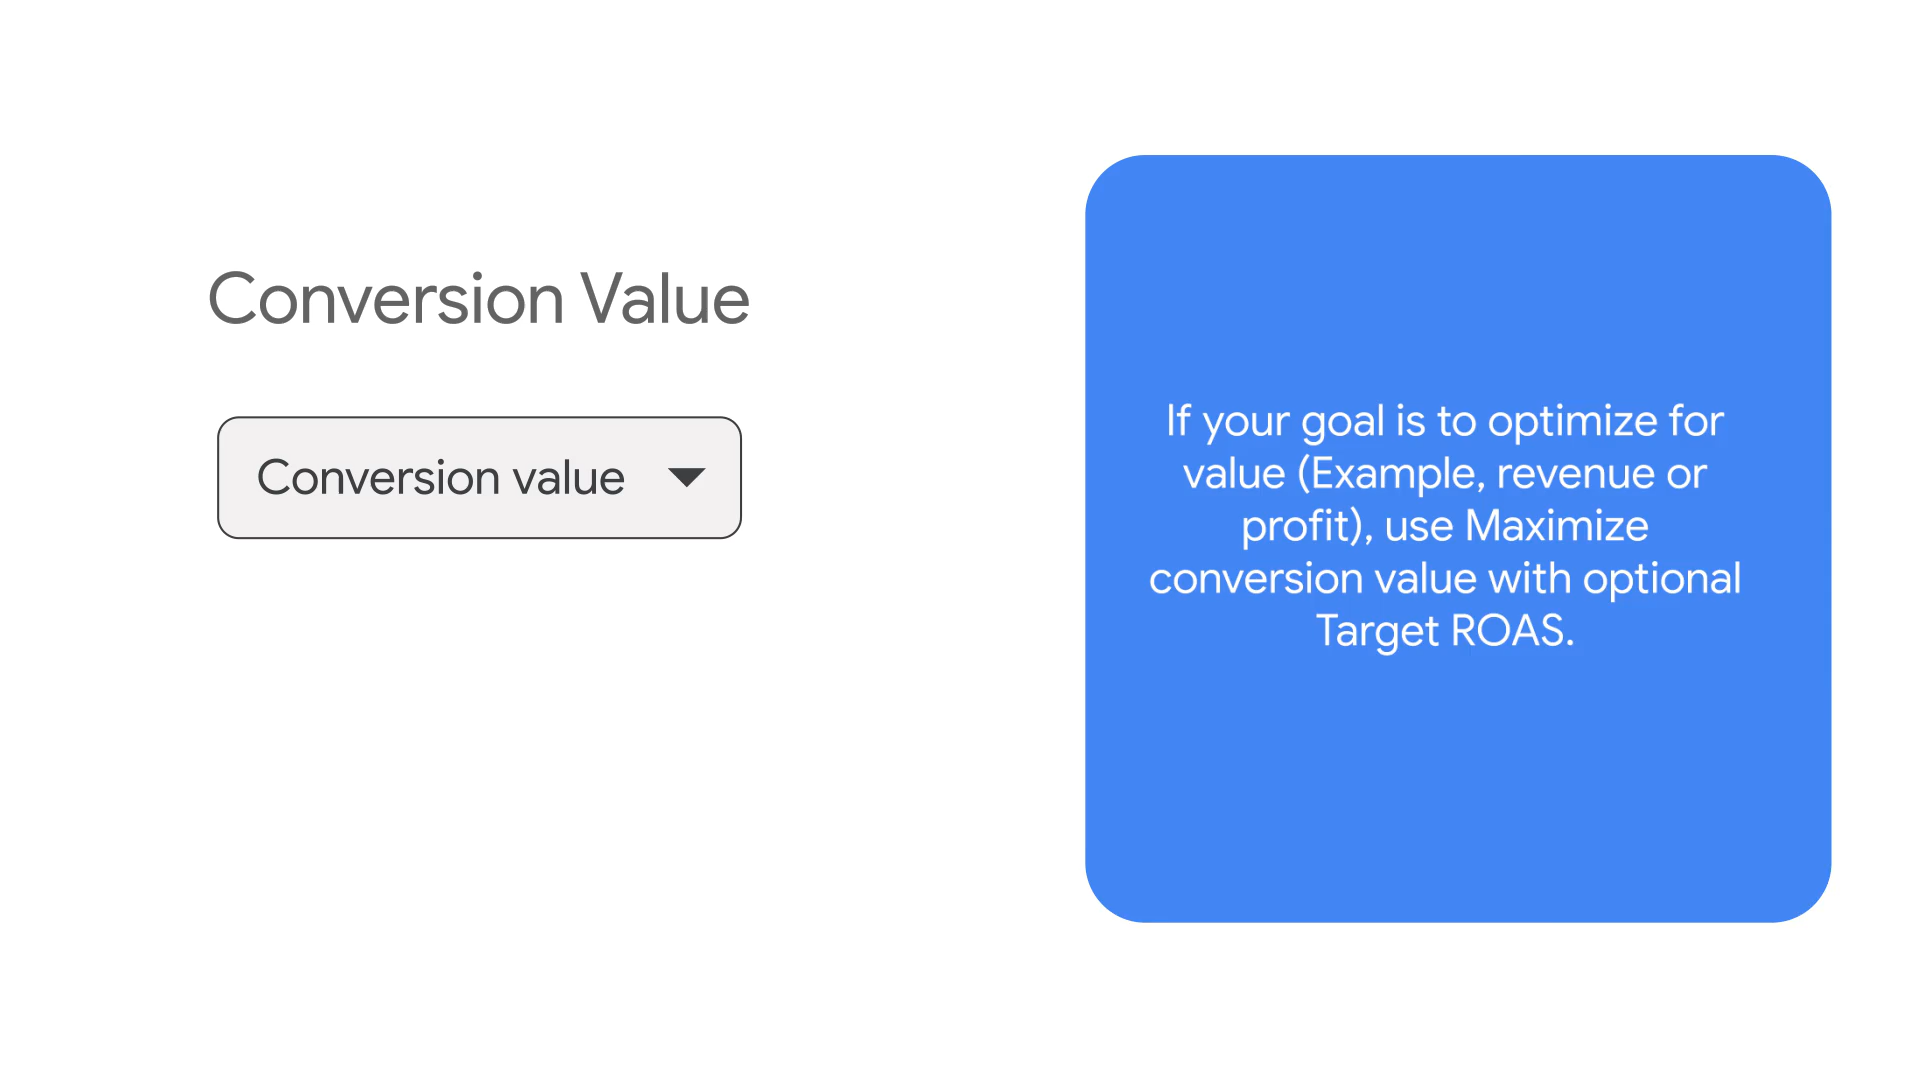 Conversion Value
Conversion value
If your goal is to optimize for
value (Example, revenue or
profit), use Maximize
conversion value with optional
Target ROAS.